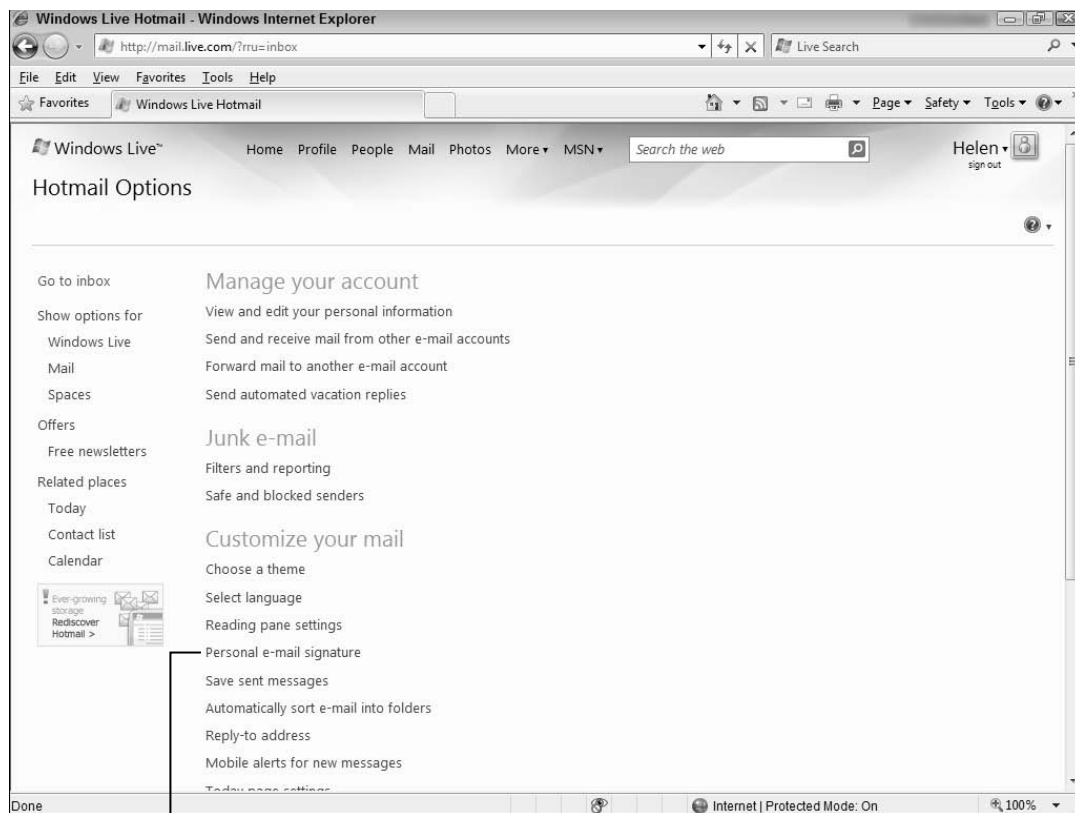 Windows Live Hotmail - Windows Internet Explorer
http://mail.live.com/?rru=inbox
Live Search
File Edit View Favorites Tools Help
Favorites Windows Live Hotmail Page Safety Tools
Windows Live™ Home Profile People Mail Photos More MSN Search the web Helen
sign out
Hotmail Options
Go to inbox
Show options for
Windows Live
Mail
Spaces
Offers
Free newsletters
Related places
Today
Contact list
Calendar
Ever-growing
storage
Rediscover
Hotmail >
Manage your account
View and edit your personal information
Send and receive mail from other e-mail accounts
Forward mail to another e-mail account
Send automated vacation replies
Junk e-mail
Filters and reporting
Safe and blocked senders
Customize your mail
Choose a theme
Select language
Reading pane settings
Personal e-mail signature
Save sent messages
Automatically sort e-mail into folders
Reply-to address
Mobile alerts for new messages
Today page settings
Done Internet | Protected Mode: On 100%